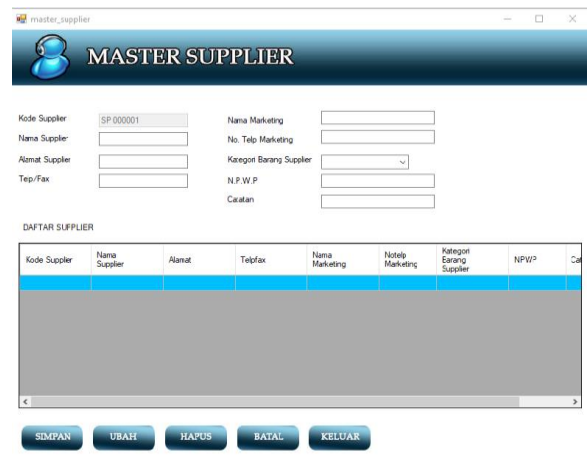 master_supplier
MASTER SUPPLIER
Kode Supplier
SP 000001
Nama Supplier
Alamat Supplier
Telp/Fax
Nama Marketing
No. Telp Marketing
Kategori Barang Supplier
N.P.W.P
Catatan
DAFTAR SUPPLIER
Kode Supplier
Nama
Supplier
Alamat
Telpfax
Nama
Marketing
Notelp
Marketing
Kategori
Barang
Supplier
NPWP
Cat
SIMPAN
UBAH
HAPUS
BATAL
KELUAR